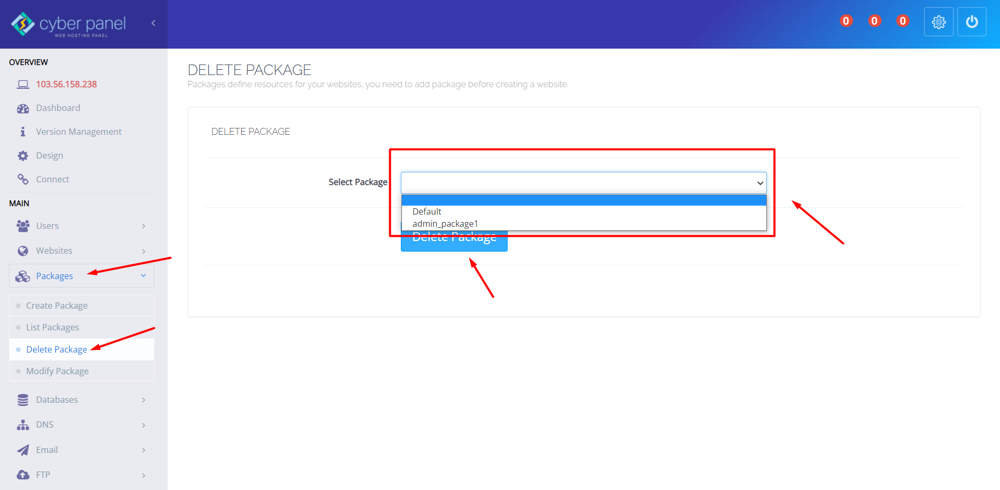 cyber panel
WEB HOSTING PANEL
0
0
0
OVERVIEW
103.56.158.238
Dashboard
Version Management
Design
Connect
MAIN
Users
Websites
Packages
Create Package
List Packages
Delete Package
Modify Package
Databases
DNS
Email
FTP
DELETE PACKAGE
Packages define resources for your websites, you need to add package before creating a website.
DELETE PACKAGE
Select Package
Default
admin_package1
Delete Package